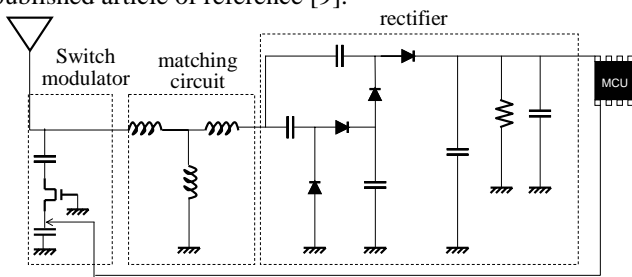 published article of reference [9].
rectifier
Switch
modulator
matching
circuit
MCU